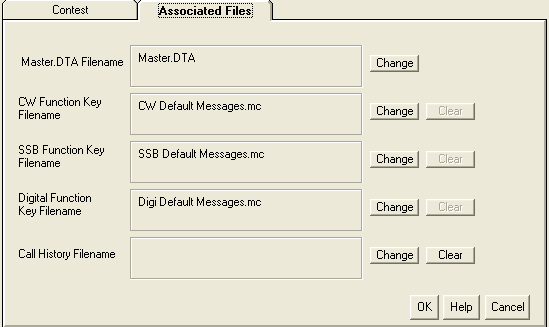 Contest
Associated Files
Master.DTA Filename
Master.DTA
Change
CW Function Key
Filename
CW Default Messages.mc
Change
Clear
SSB Function Key
Filename
SSB Default Messages.mc
Change
Clear
Digital Function
Key Filename
Digi Default Messages.mc
Change
Clear
Call History Filename
Change
Clear
OK
Help
Cancel